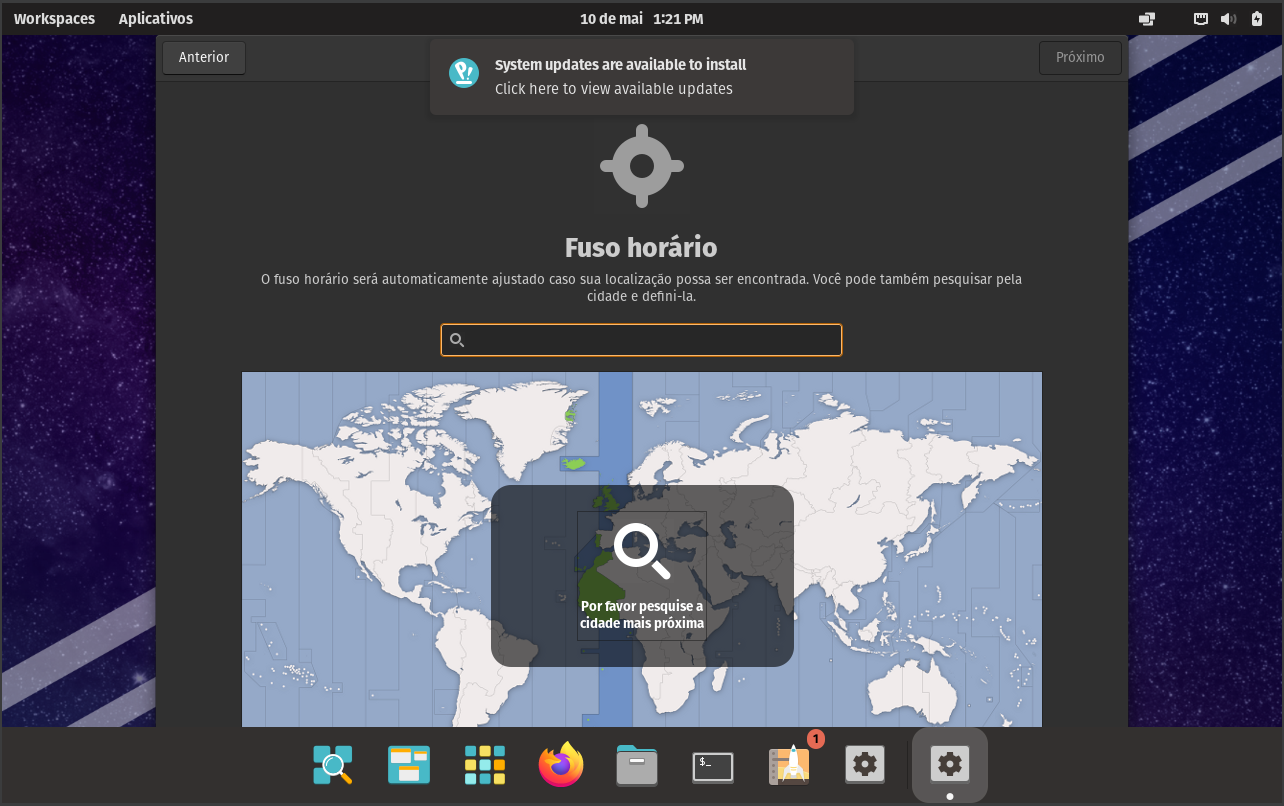 Workspaces Aplicativos 10 de mai 1:21 PM
Anterior
Próximo
System updates are available to install
Click here to view available updates
Fuso horário
O fuso horário será automaticamente ajustado caso sua localização possa ser encontrada. Você pode também pesquisar pela
cidade e defini-la.
Por favor pesquise a
cidade mais próxima
$_
1